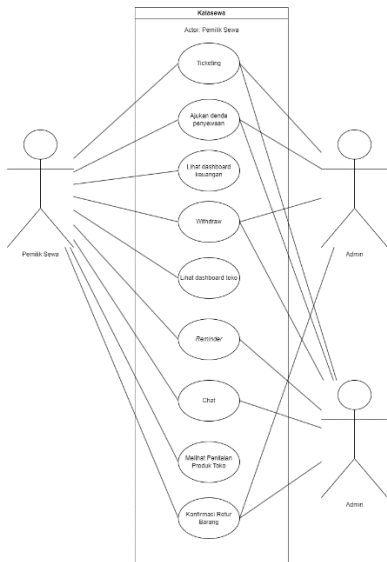 Kalasewa
Actor: Pemilik Sewa
Ticketing
Ajukan denda
penyewaan
Lihat dashboard
keuangan
Withdraw
Lihat dashboard toko
Reminder
Chat
Melihat Penilaian
Produk Toko
Konfirmasi Retur
Barang
Pemilik Sewa
Admin
Admin